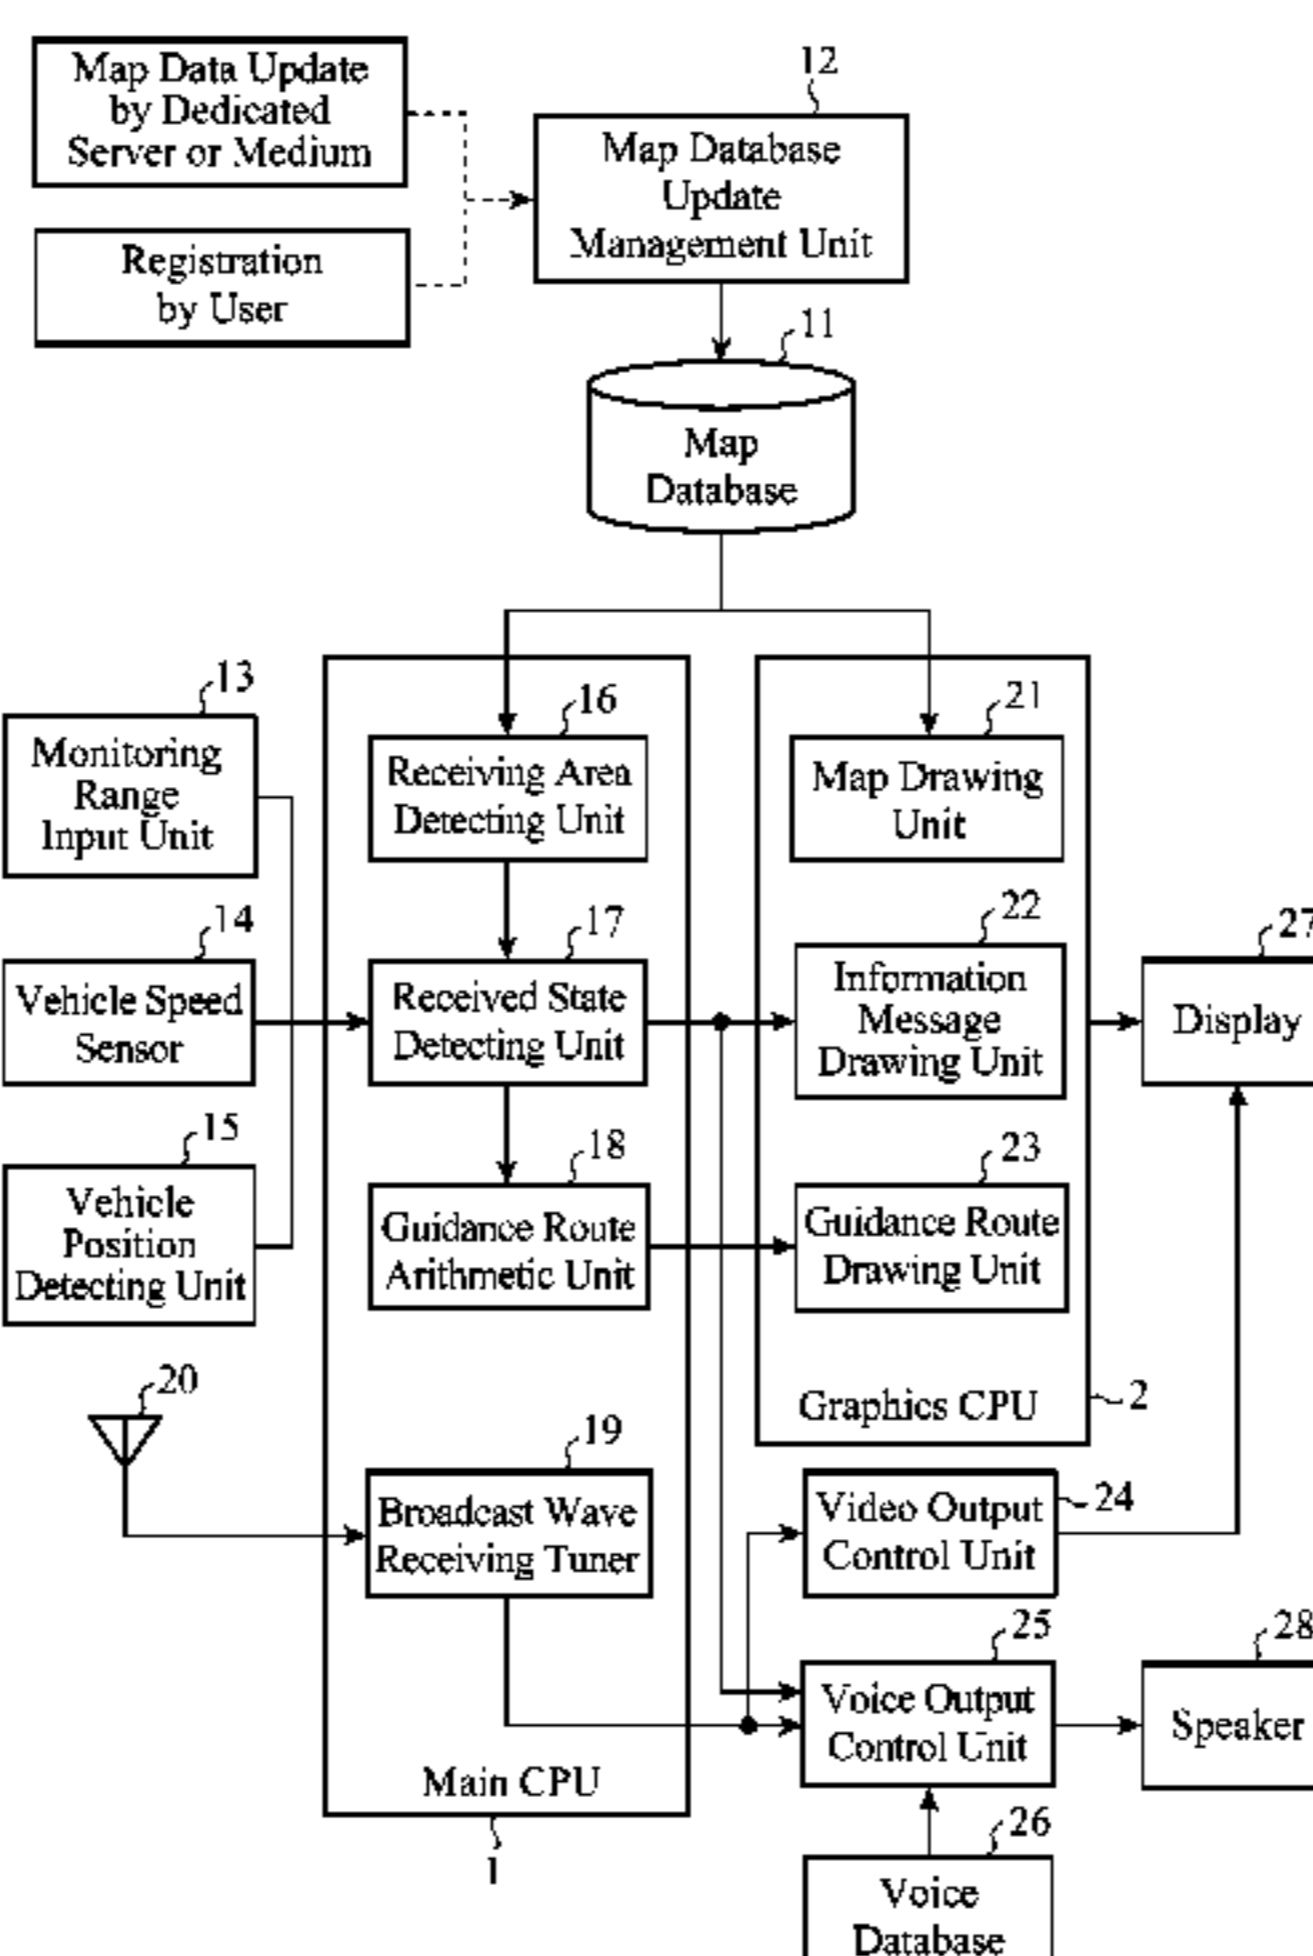 Map Data Update
by Dedicated
Server or Medium
12
Map Database
Update
Management Unit
Registration
by User
11
Map
Database
13
Monitoring
Range
Input Unit
16
Receiving Area
Detecting Unit
21
Map Drawing
Unit
14
Vehicle Speed
Sensor
17
Received State
Detecting Unit
22
Information
Message
Drawing Unit
27
Display
15
Vehicle
Position
Detecting Unit
18
Guidance Route
Arithmetic Unit
23
Guidance Route
Drawing Unit
Graphics CPU
2
20
19
Broadcast Wave
Receiving Tuner
Video Output
Control Unit
24
25
Voice Output
Control Unit
28
Speaker
Main CPU
1
26
Voice
Database